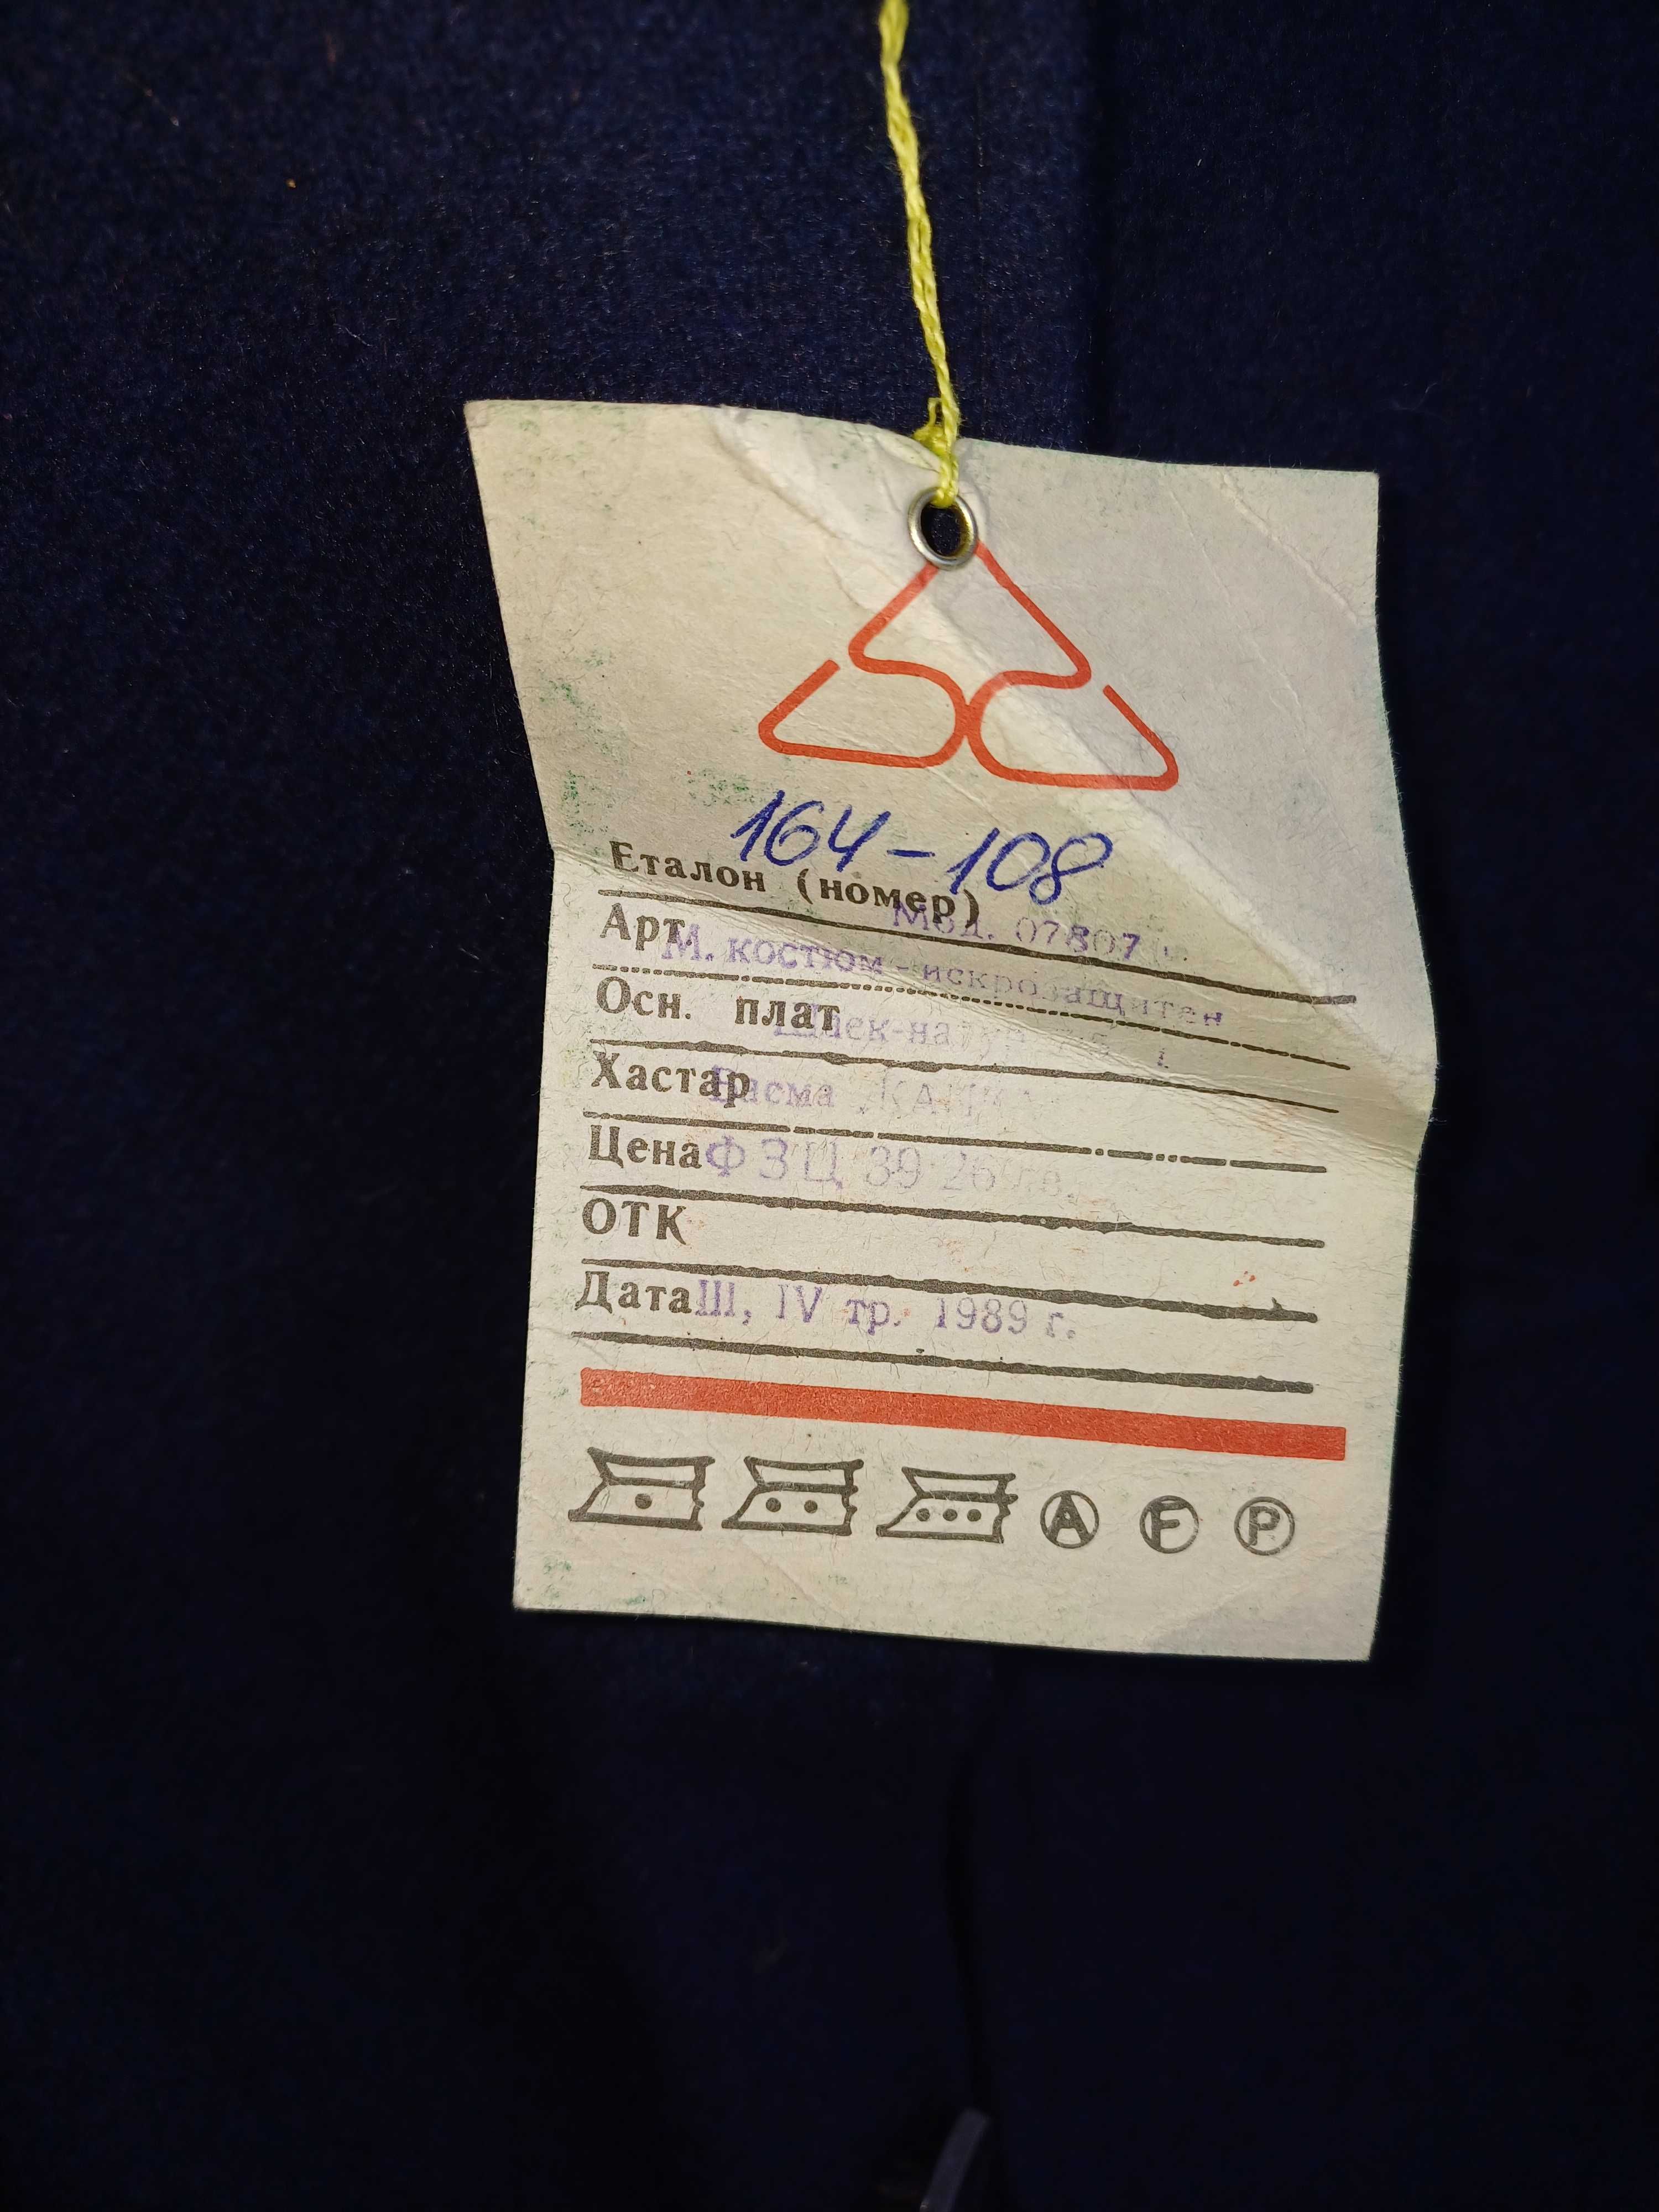 164-108
Еталон (номер)
Мод. 07807
Арт. М. костюм - искрозащитен
Осн. плат
Хастар Васма
Цена ФЗЦ 39 26 лв.
ОТК
Дата III, IV тр. 1989 г.
A F P